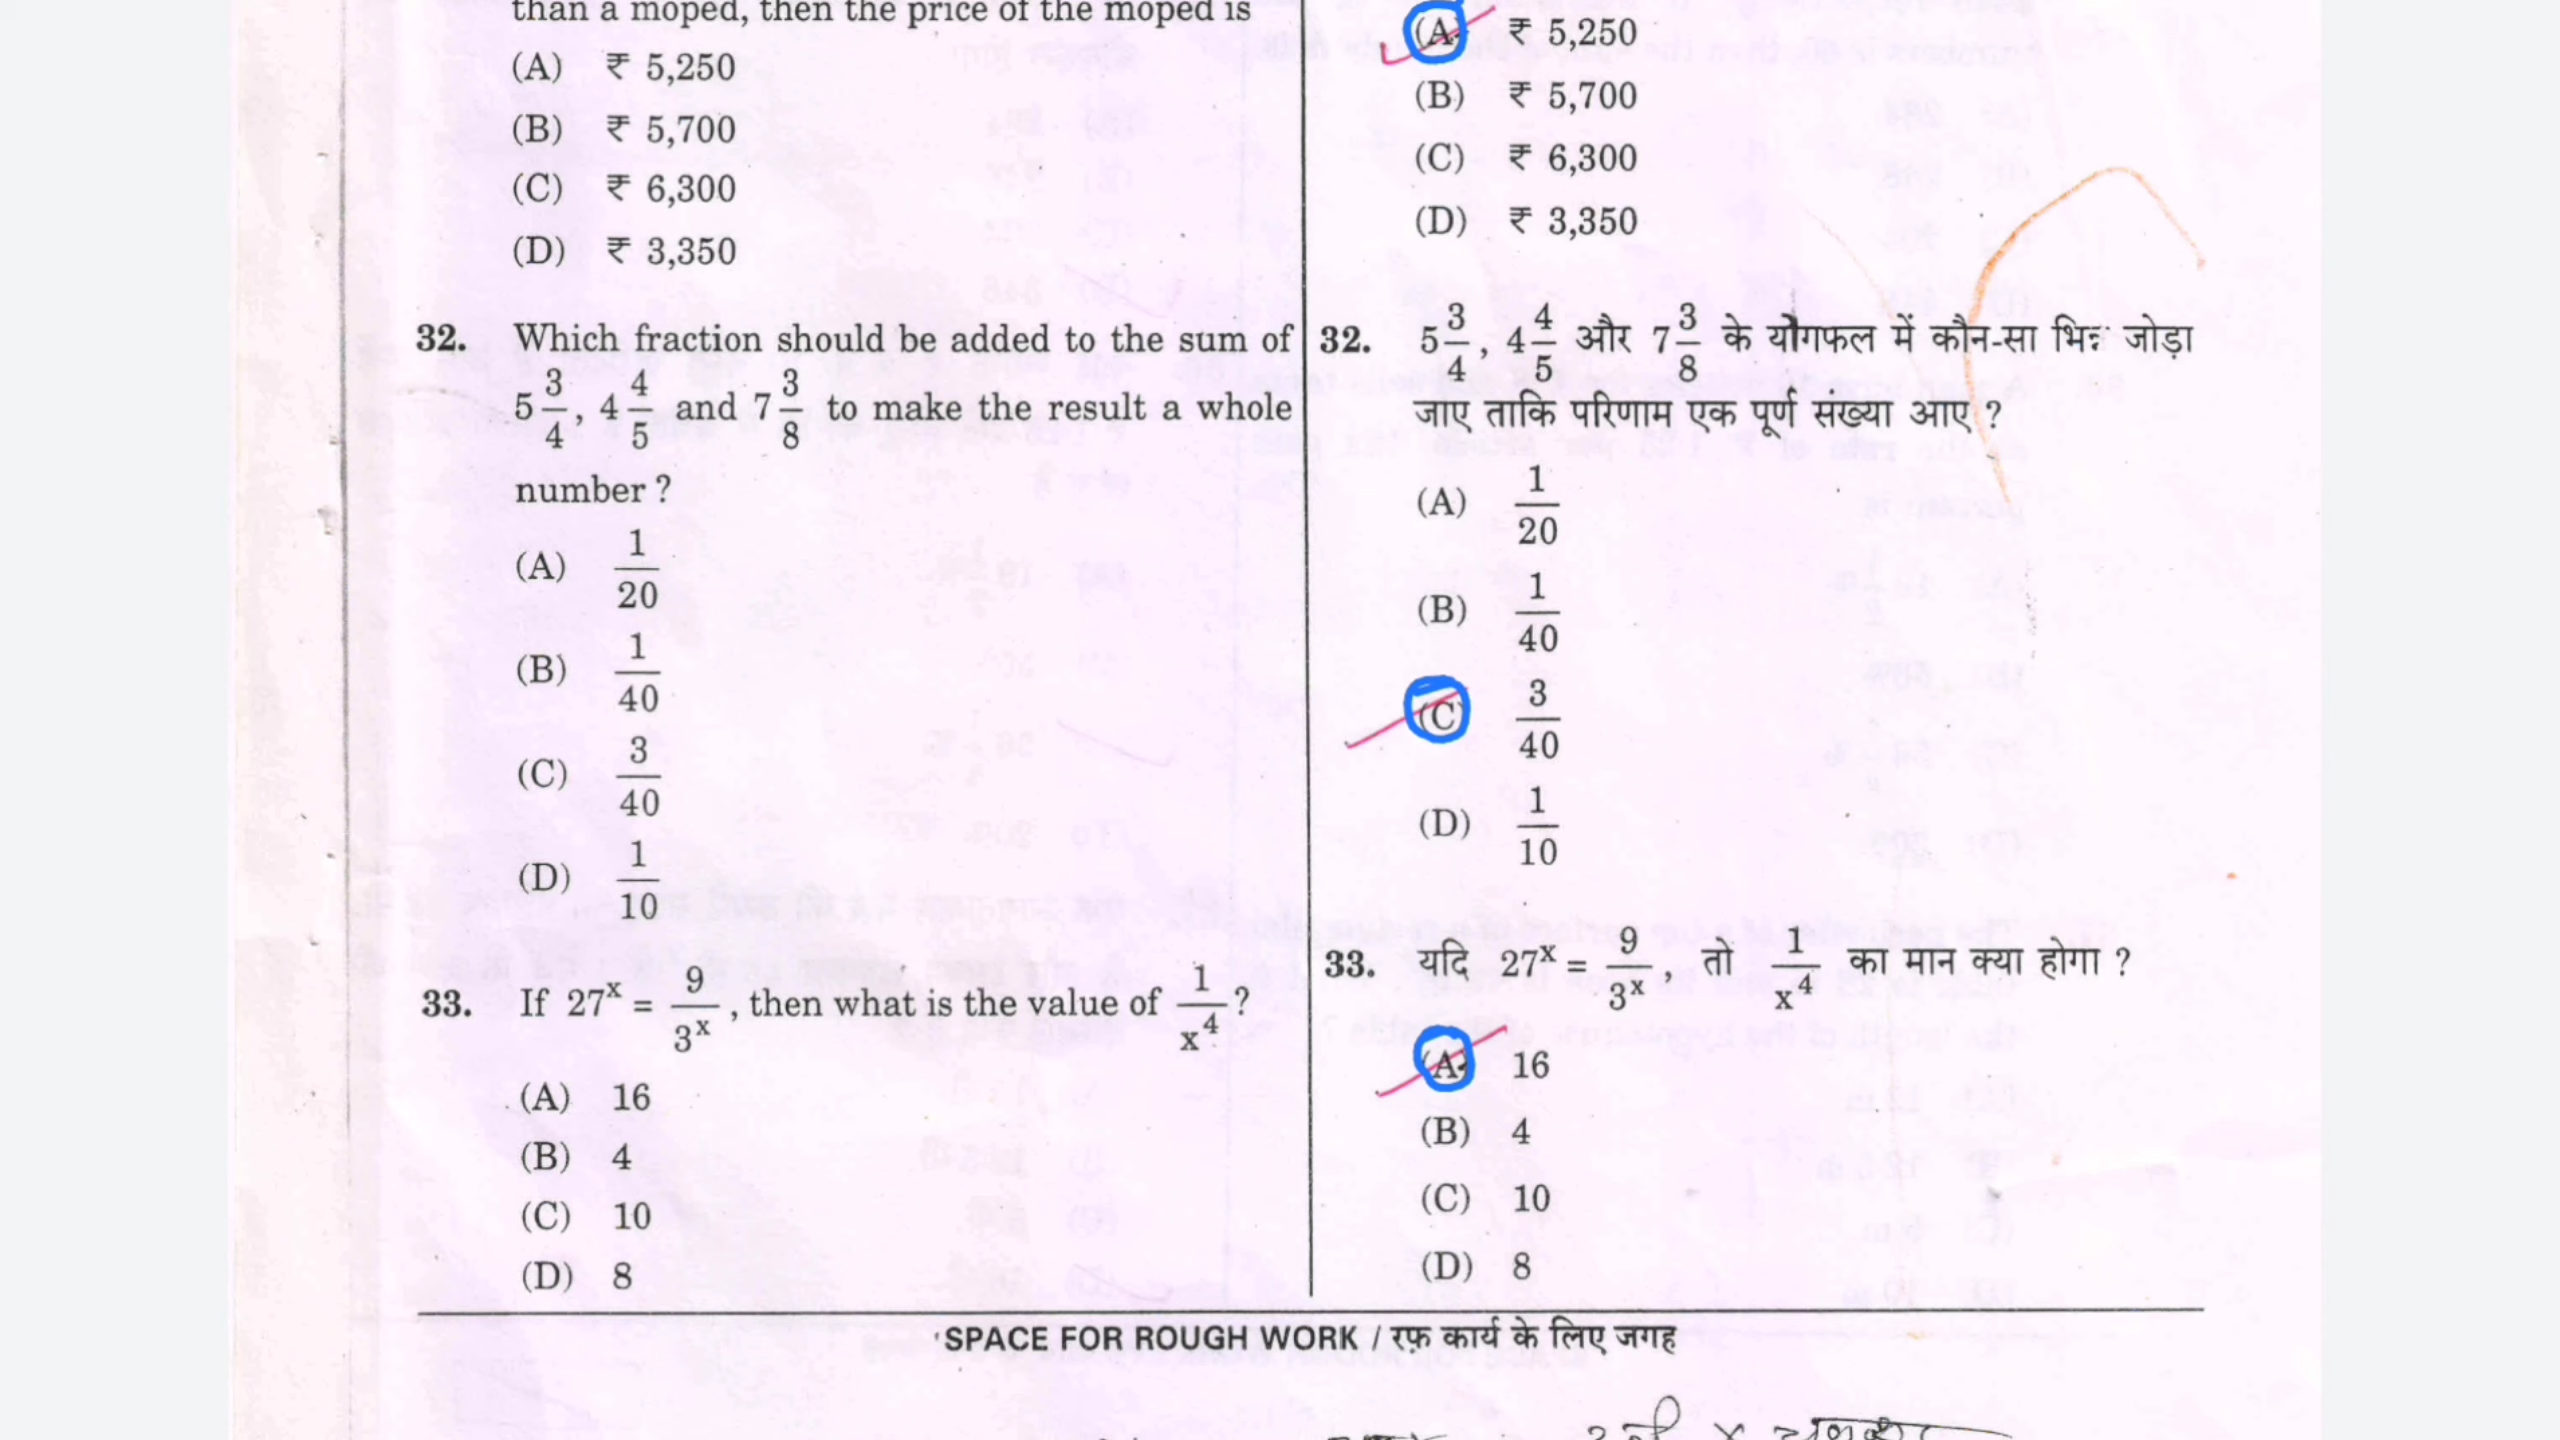 than a moped, then the price of the moped is
(A) ₹ 5,250
(B) ₹ 5,700
(C) ₹ 6,300
(D) ₹ 3,350
32. Which fraction should be added to the sum of
5 3/4, 4 4/5 and 7 3/8 to make the result a whole
number ?
(A) 1/20
(B) 1/40
(C) 3/40
(D) 1/10
33. If 27^x = 9/3^x, then what is the value of 1/x^4?
(A) 16
(B) 4
(C) 10
(D) 8
(A) ₹ 5,250
(B) ₹ 5,700
(C) ₹ 6,300
(D) ₹ 3,350
32. 5 3/4, 4 4/5 और 7 3/8 के योगफल में कौन-सा भिन्न जोड़ा
जाए ताकि परिणाम एक पूर्ण संख्या आए ?
(A) 1/20
(B) 1/40
(C) 3/40
(D) 1/10
33. यदि 27^x = 9/3^x, तो 1/x^4 का मान क्या होगा ?
(A) 16
(B) 4
(C) 10
(D) 8
SPACE FOR ROUGH WORK / रफ़ कार्य के लिए जगह